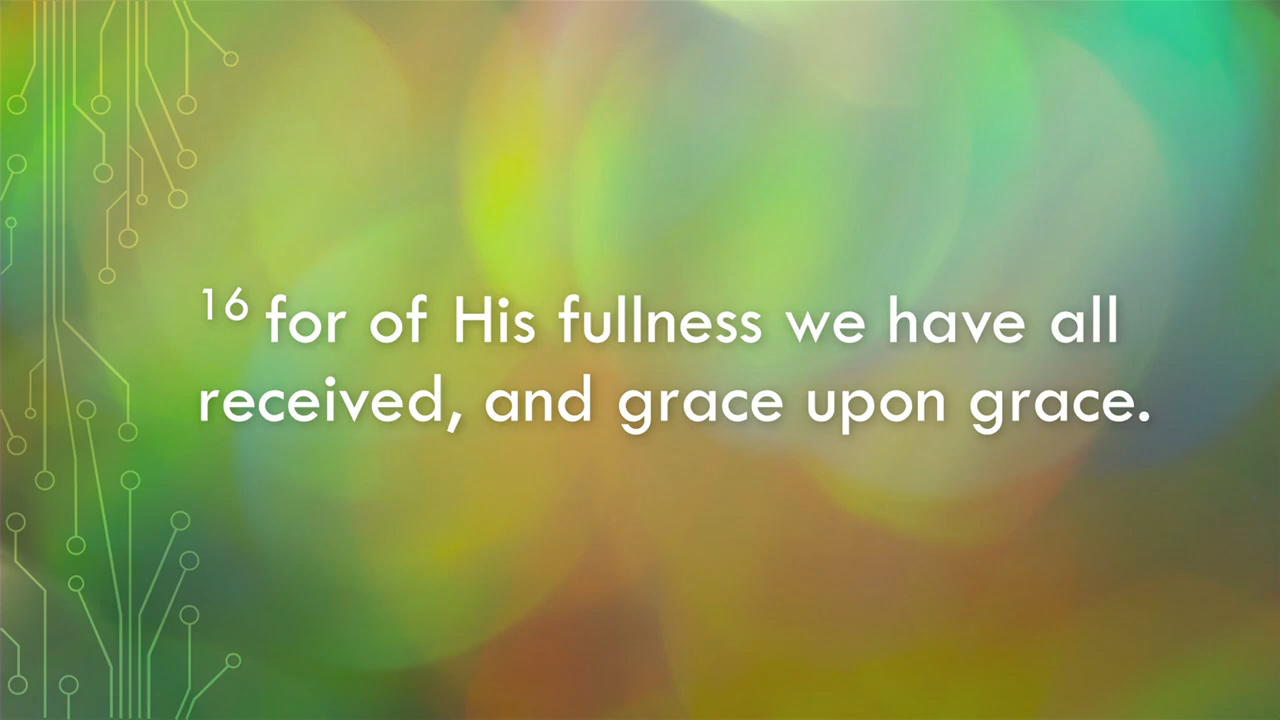 16 for of His fullness we have all
received, and grace upon grace.